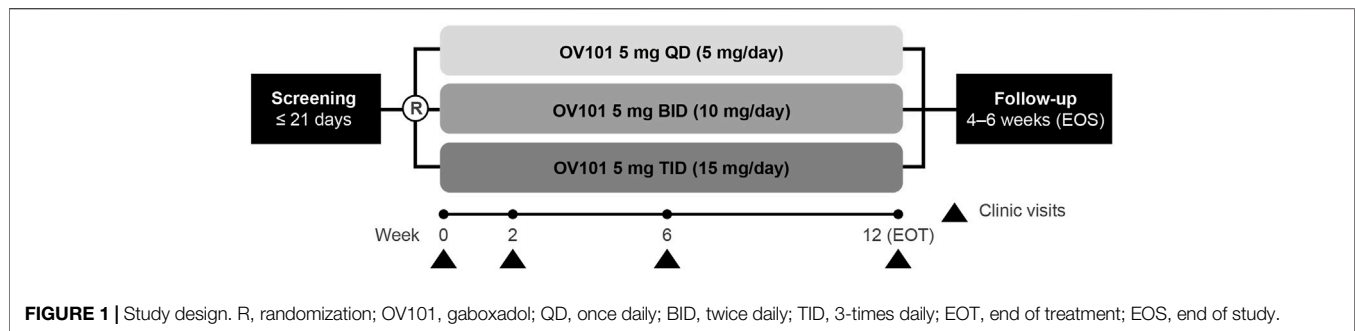 OV101 5 mg QD (5 mg/day)
Screening
≤ 21 days
R
OV101 5 mg BID (10 mg/day)
Follow-up
4–6 weeks (EOS)
OV101 5 mg TID (15 mg/day)
Clinic visits
Week 0 2 6 12 (EOT)
FIGURE 1 | Study design. R, randomization; OV101, gaboxadol; QD, once daily; BID, twice daily; TID, 3-times daily; EOT, end of treatment; EOS, end of study.